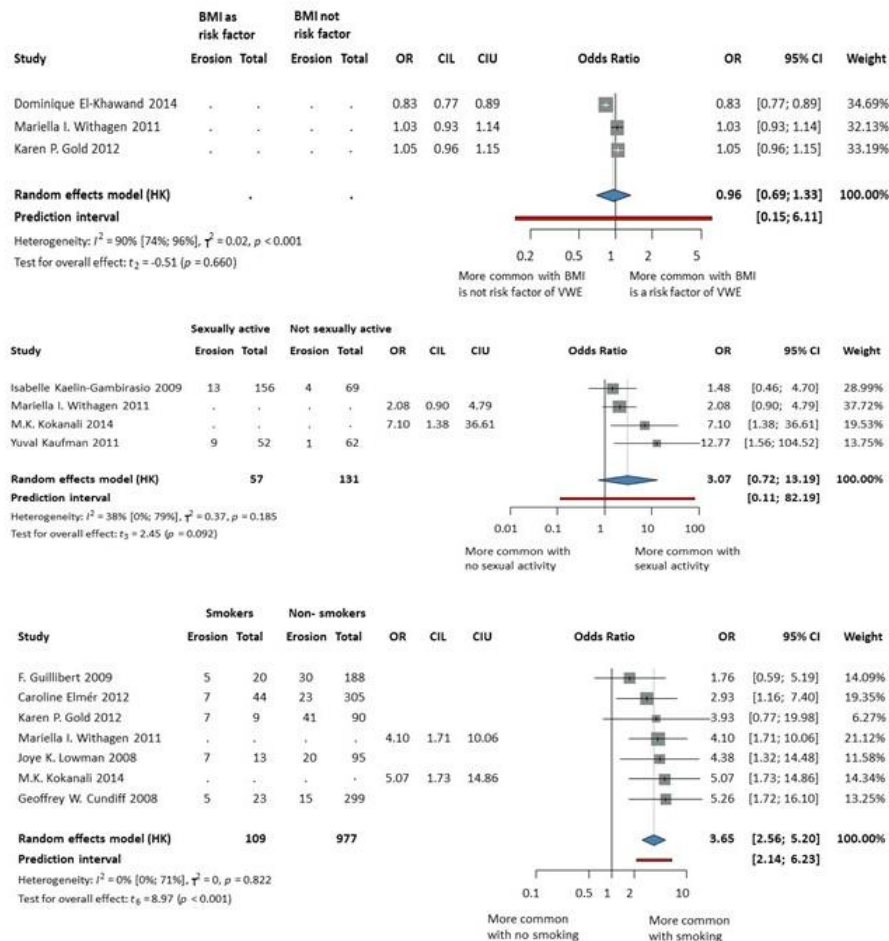 BMI as BMI not
risk factor risk factor
Study Erosion Total Erosion Total OR CIL CIU Odds Ratio OR 95% CI Weight
Dominique El-Khawand 2014 . . . . 0.83 0.77 0.89 0.83 [0.77; 0.89] 34.69%
Mariella I. Withagen 2011 . . . . 1.03 0.93 1.14 1.03 [0.93; 1.14] 32.13%
Karen P. Gold 2012 . . . . 1.05 0.96 1.15 1.05 [0.96; 1.15] 33.19%
Random effects model (HK) . . 0.96 [0.69; 1.33] 100.00%
Prediction interval [0.15; 6.11]
Heterogeneity: I² = 90% [74%; 96%], τ² = 0.02, p < 0.001
Test for overall effect: t₂ = -0.51 (p = 0.660)
0.2 0.5 1 2 5
More common with BMI More common with BMI
is not risk factor of VWE is a risk factor of VWE
Sexually active Not sexually active
Study Erosion Total Erosion Total OR CIL CIU Odds Ratio OR 95% CI Weight
Isabelle Kaelin-Gambirasio 2009 13 156 4 69 1.48 [0.46; 4.70] 28.99%
Mariella I. Withagen 2011 . . . . 2.08 0.90 4.79 2.08 [0.90; 4.79] 37.72%
M.K. Kokanali 2014 . . . . 7.10 1.38 36.61 7.10 [1.38; 36.61] 19.53%
Yuval Kaufman 2011 9 52 1 62 12.77 [1.56; 104.52] 13.75%
Random effects model (HK) 57 131 3.07 [0.72; 13.19] 100.00%
Prediction interval [0.11; 82.19]
Heterogeneity: I² = 38% [0%; 79%], τ² = 0.37, p = 0.185
Test for overall effect: t₃ = 2.45 (p = 0.092)
0.01 0.1 1 10 100
More common with More common with
no sexual activity sexual activity
Smokers Non- smokers
Study Erosion Total Erosion Total OR CIL CIU Odds Ratio OR 95% CI Weight
F. Guillibert 2009 5 20 30 188 1.76 [0.59; 5.19] 14.09%
Caroline Elmér 2012 7 44 23 305 2.93 [1.16; 7.40] 19.35%
Karen P. Gold 2012 7 9 41 90 3.93 [0.77; 19.98] 6.27%
Mariella I. Withagen 2011 . . . . 4.10 1.71 10.06 4.10 [1.71; 10.06] 21.12%
Joye K. Lowman 2008 7 13 20 95 4.38 [1.32; 14.48] 11.58%
M.K. Kokanali 2014 . . . . 5.07 1.73 14.86 5.07 [1.73; 14.86] 14.34%
Geoffrey W. Cundiff 2008 5 23 15 299 5.26 [1.72; 16.10] 13.25%
Random effects model (HK) 109 977 3.65 [2.56; 5.20] 100.00%
Prediction interval [2.14; 6.23]
Heterogeneity: I² = 0% [0%; 71%], τ² = 0, p = 0.822
Test for overall effect: t₆ = 8.97 (p < 0.001)
0.1 0.5 1 2 10
More common More common
with no smoking with smoking